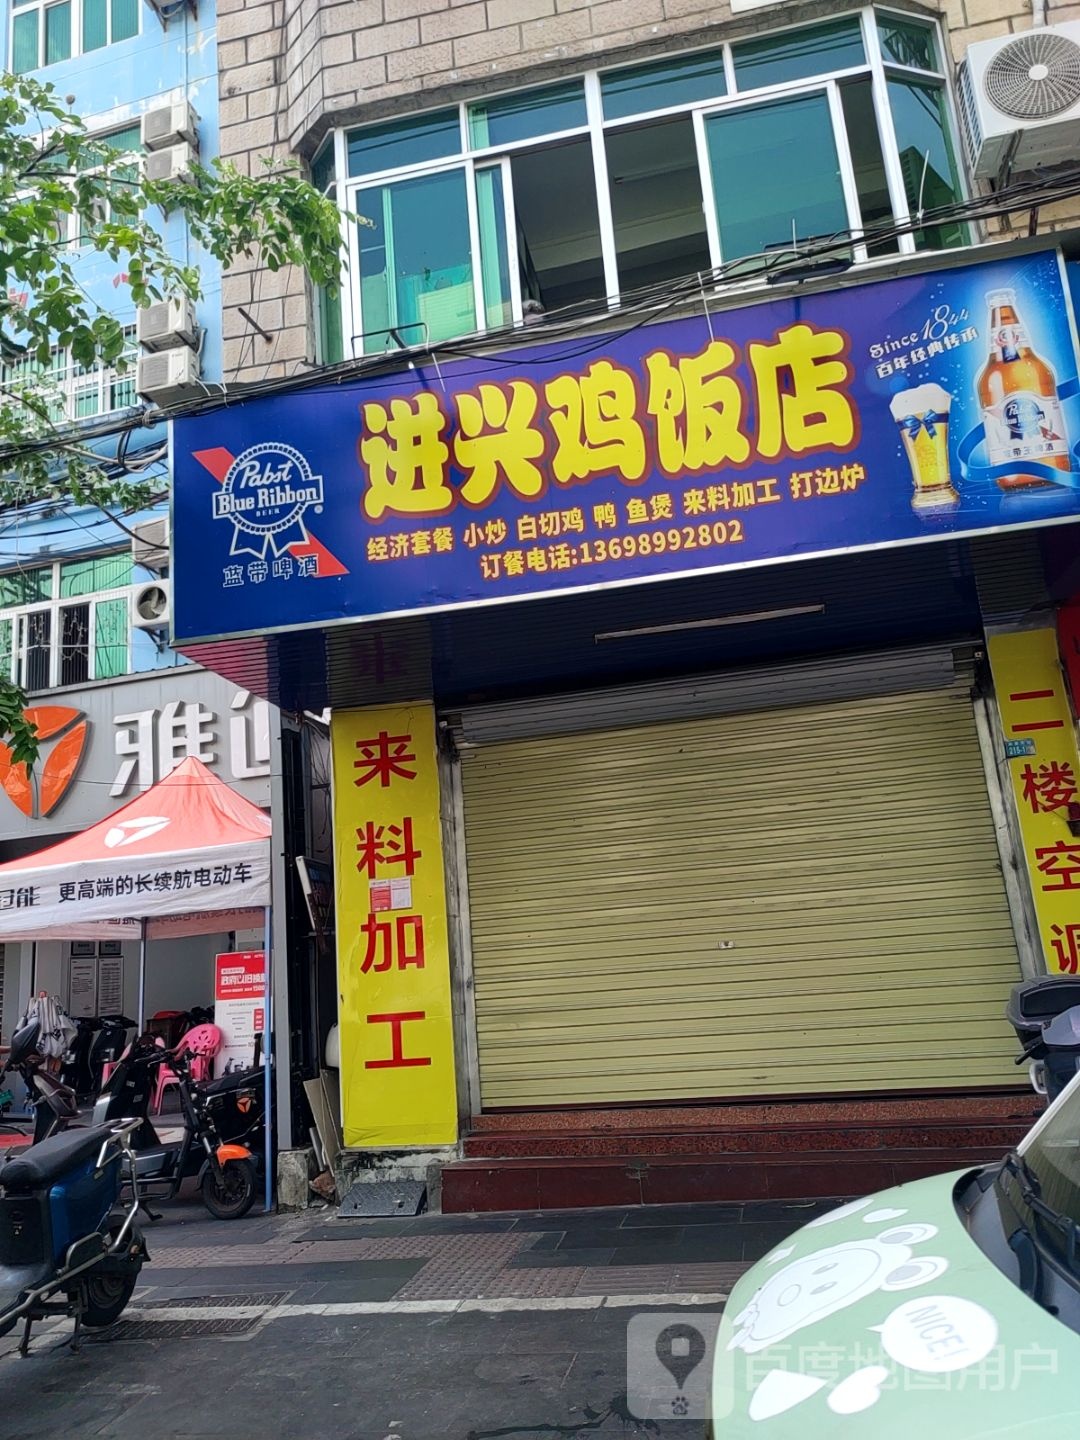 Pabst
Blue Ribbon
BEER
蓝带啤酒
进兴鸡饭店
经济套餐 小炒 白切鸡 鸭 鱼煲 来料加工 打边炉
订餐电话:13698992802
Since 1844
百年经典传承
Pabst
来料加工
二楼空调
雅迪
更高端的长续航电动车
NICE!
百度地图用户